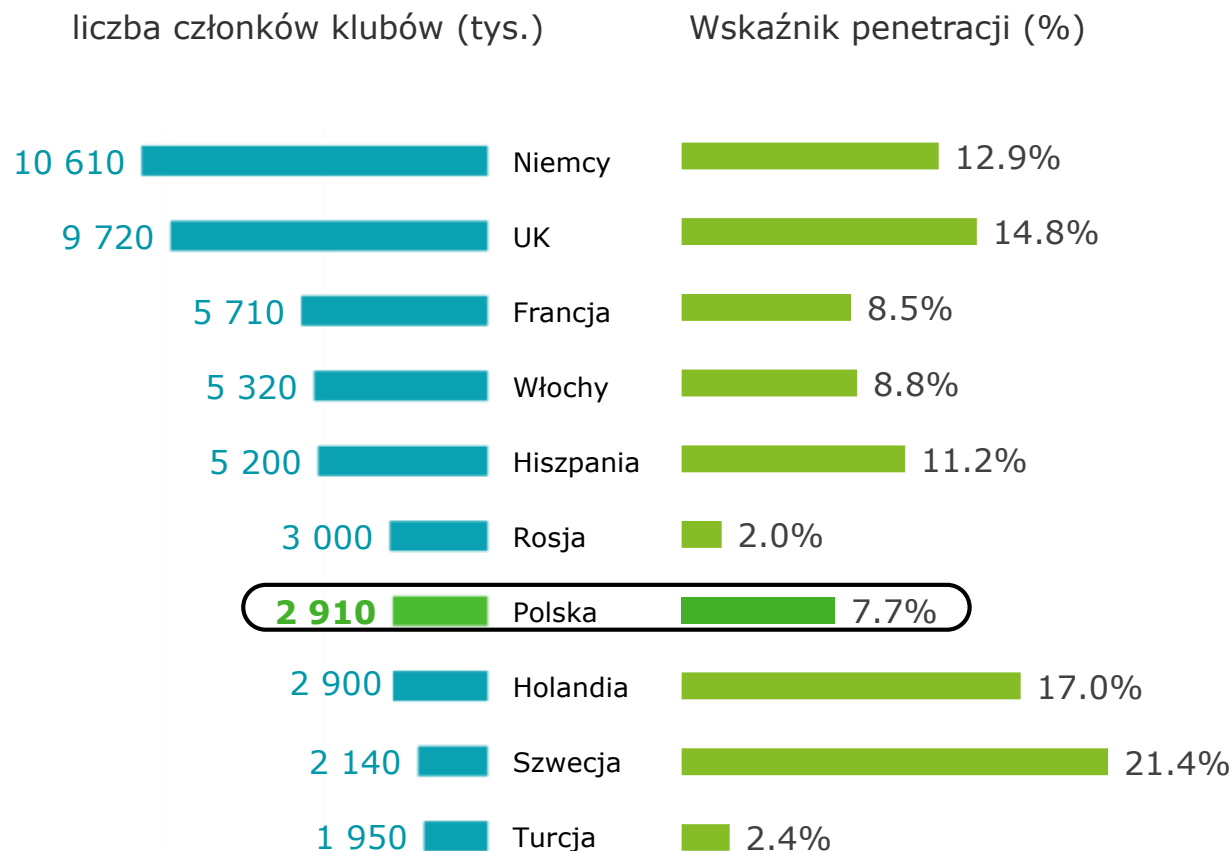 liczba członków klubów (tys.) Wskaźnik penetracji (%)
10 610 Niemcy 12.9%
9 720 UK 14.8%
5 710 Francja 8.5%
5 320 Włochy 8.8%
5 200 Hiszpania 11.2%
3 000 Rosja 2.0%
2 910 Polska 7.7%
2 900 Holandia 17.0%
2 140 Szwecja 21.4%
1 950 Turcja 2.4%